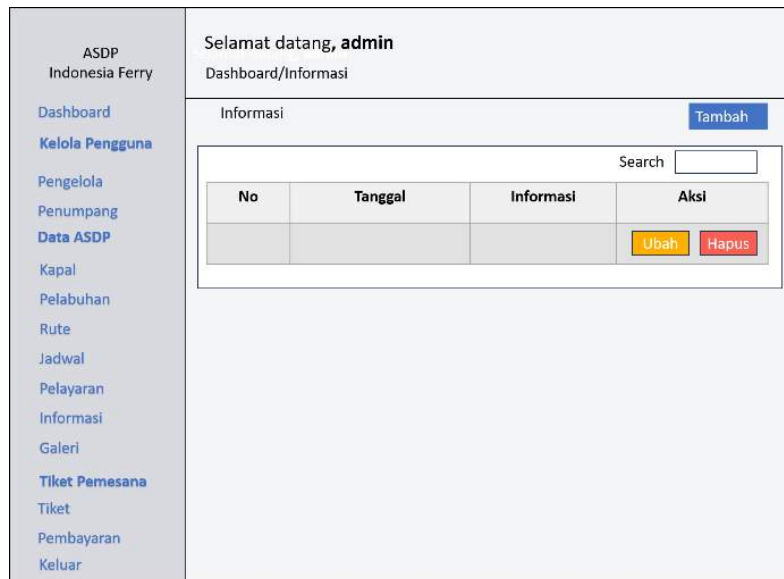 ASDP
Indonesia Ferry
Dashboard
Kelola Pengguna
Pengelola
Penumpang
Data ASDP
Kapal
Pelabuhan
Rute
Jadwal
Pelayaran
Informasi
Galeri
Tiket Pemesana
Tiket
Pembayaran
Keluar
Selamat datang, admin
Dashboard/Informasi
Informasi
Tambah
Search
No Tanggal Informasi Aksi
Ubah Hapus